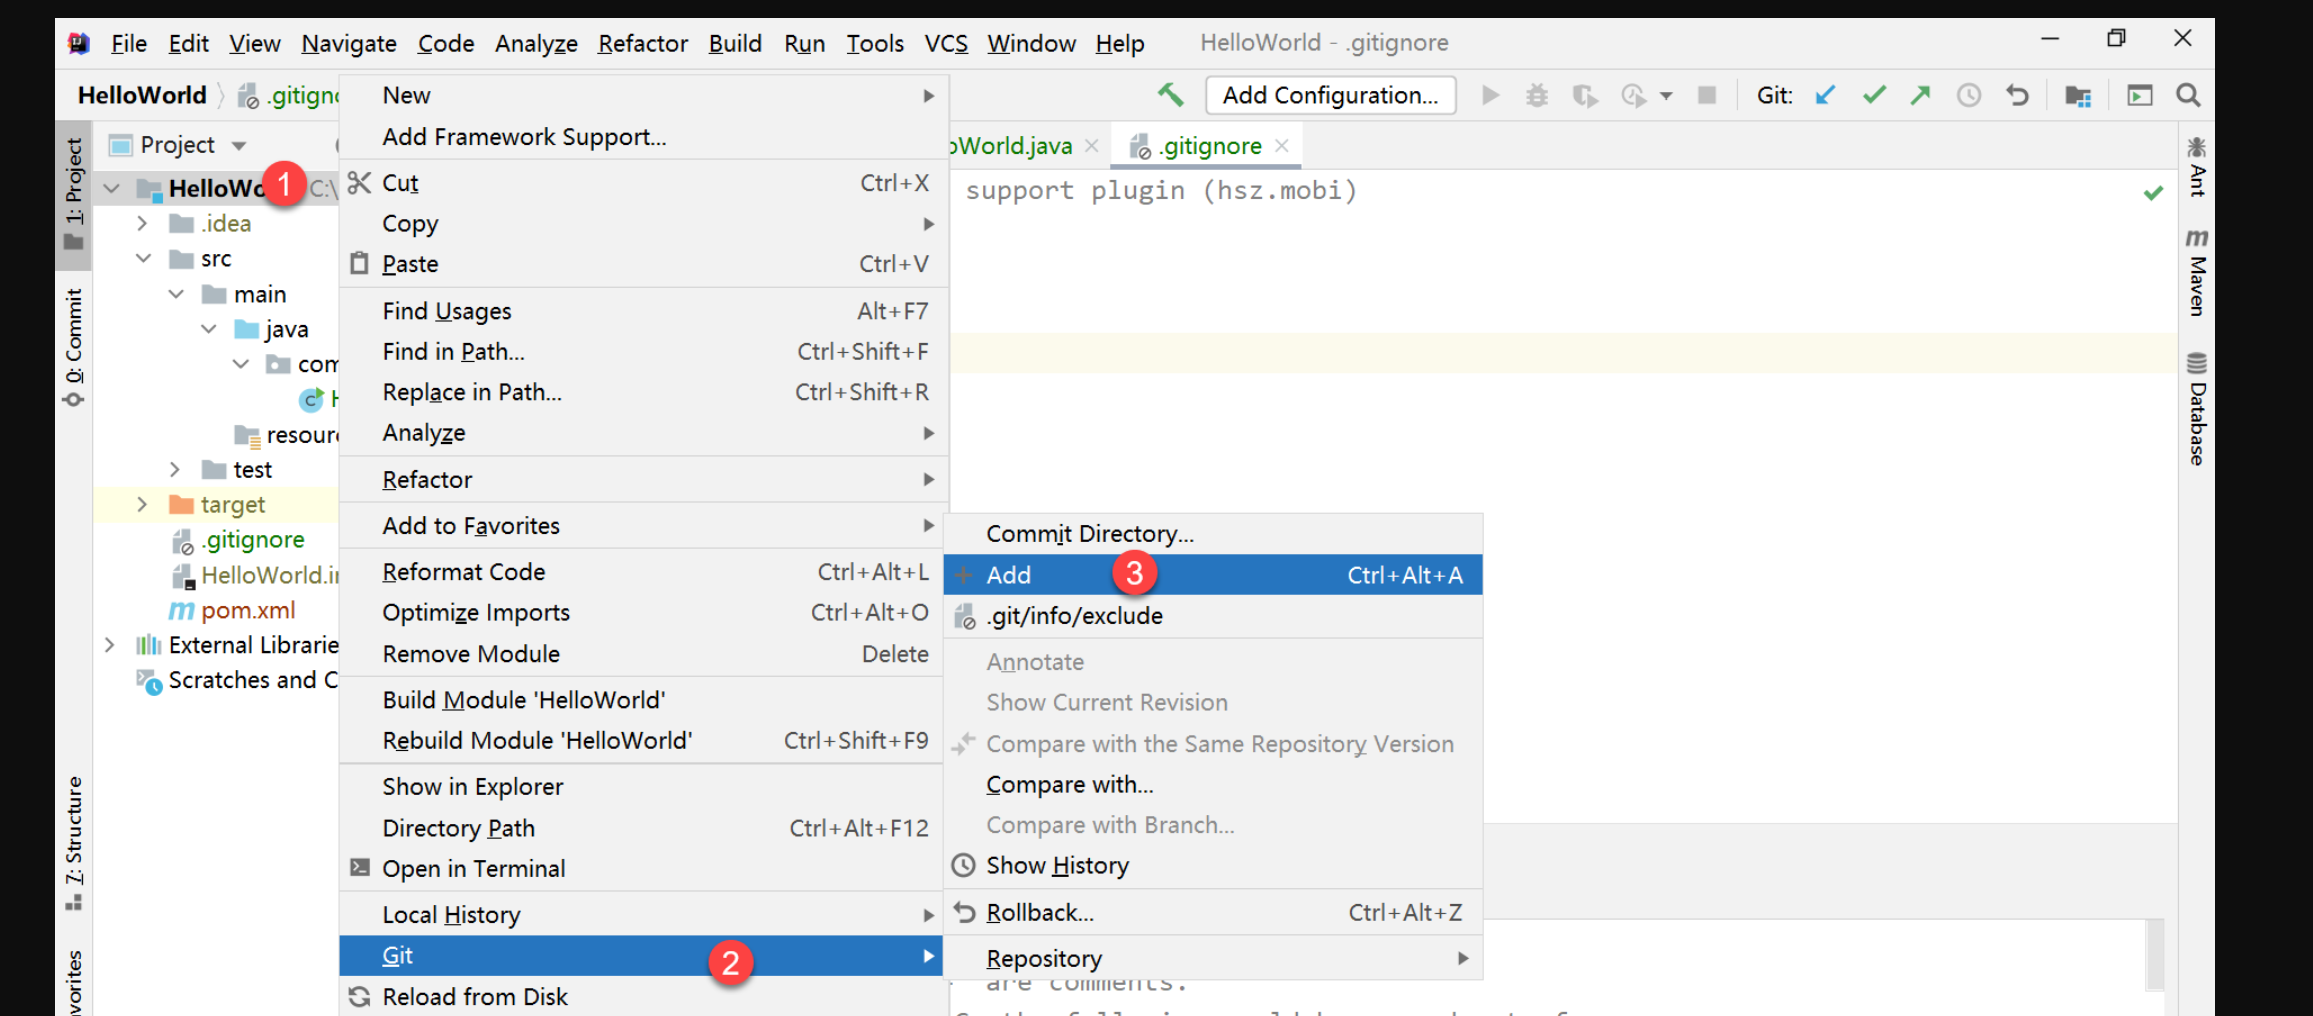 File Edit View Navigate Code Analyze Refactor Build Run Tools VCS Window Help HelloWorld - .gitignore
HelloWorld
Add Configuration...
Git:
Project
HelloWo 1 C:\
.idea
src
main
java
com
test
target
.gitignore
pom.xml
External Librarie
Scratches and C
1: Project
0: Commit
7: Structure
New
Add Framework Support...
Cut Ctrl+X
Copy
Paste Ctrl+V
Find Usages Alt+F7
Find in Path... Ctrl+Shift+F
Replace in Path... Ctrl+Shift+R
Analyze
Refactor
Add to Favorites
Reformat Code Ctrl+Alt+L
Optimize Imports Ctrl+Alt+O
Remove Module Delete
Build Module 'HelloWorld'
Rebuild Module 'HelloWorld' Ctrl+Shift+F9
Show in Explorer
Directory Path Ctrl+Alt+F12
Open in Terminal
Local History
Git 2
Reload from Disk
Commit Directory...
Add 3 Ctrl+Alt+A
.git/info/exclude
Annotate
Show Current Revision
Compare with the Same Repository Version
Compare with...
Compare with Branch...
Show History
Rollback... Ctrl+Alt+Z
Repository
oWorld.java
.gitignore
support plugin (hsz.mobi)
are comments.
Ant
m Maven
Database